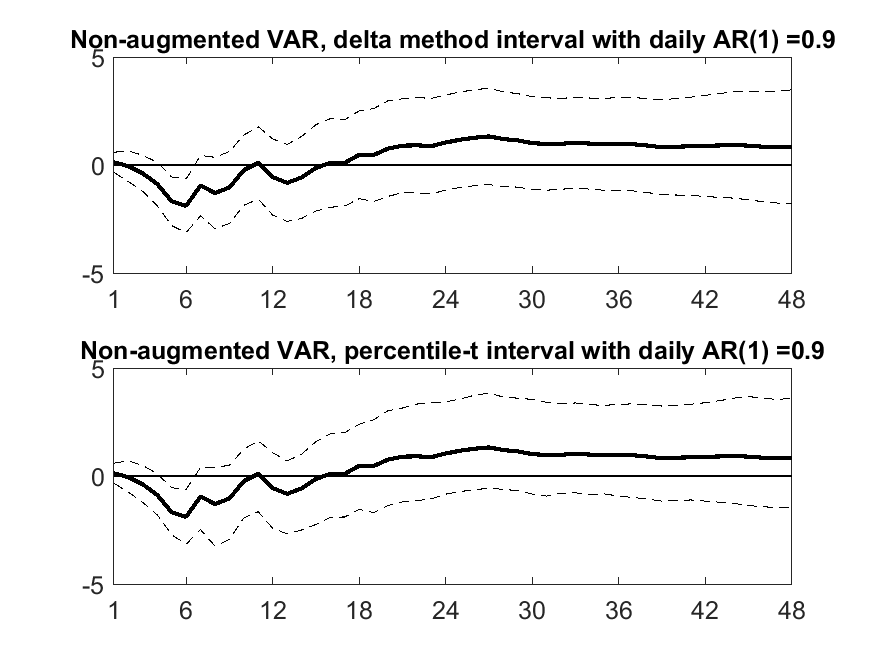 Non-augmented VAR, delta method interval with daily AR(1) =0.9
5
0
-5
1 6 12 18 24 30 36 42 48
Non-augmented VAR, percentile-t interval with daily AR(1) =0.9
5
0
-5
1 6 12 18 24 30 36 42 48